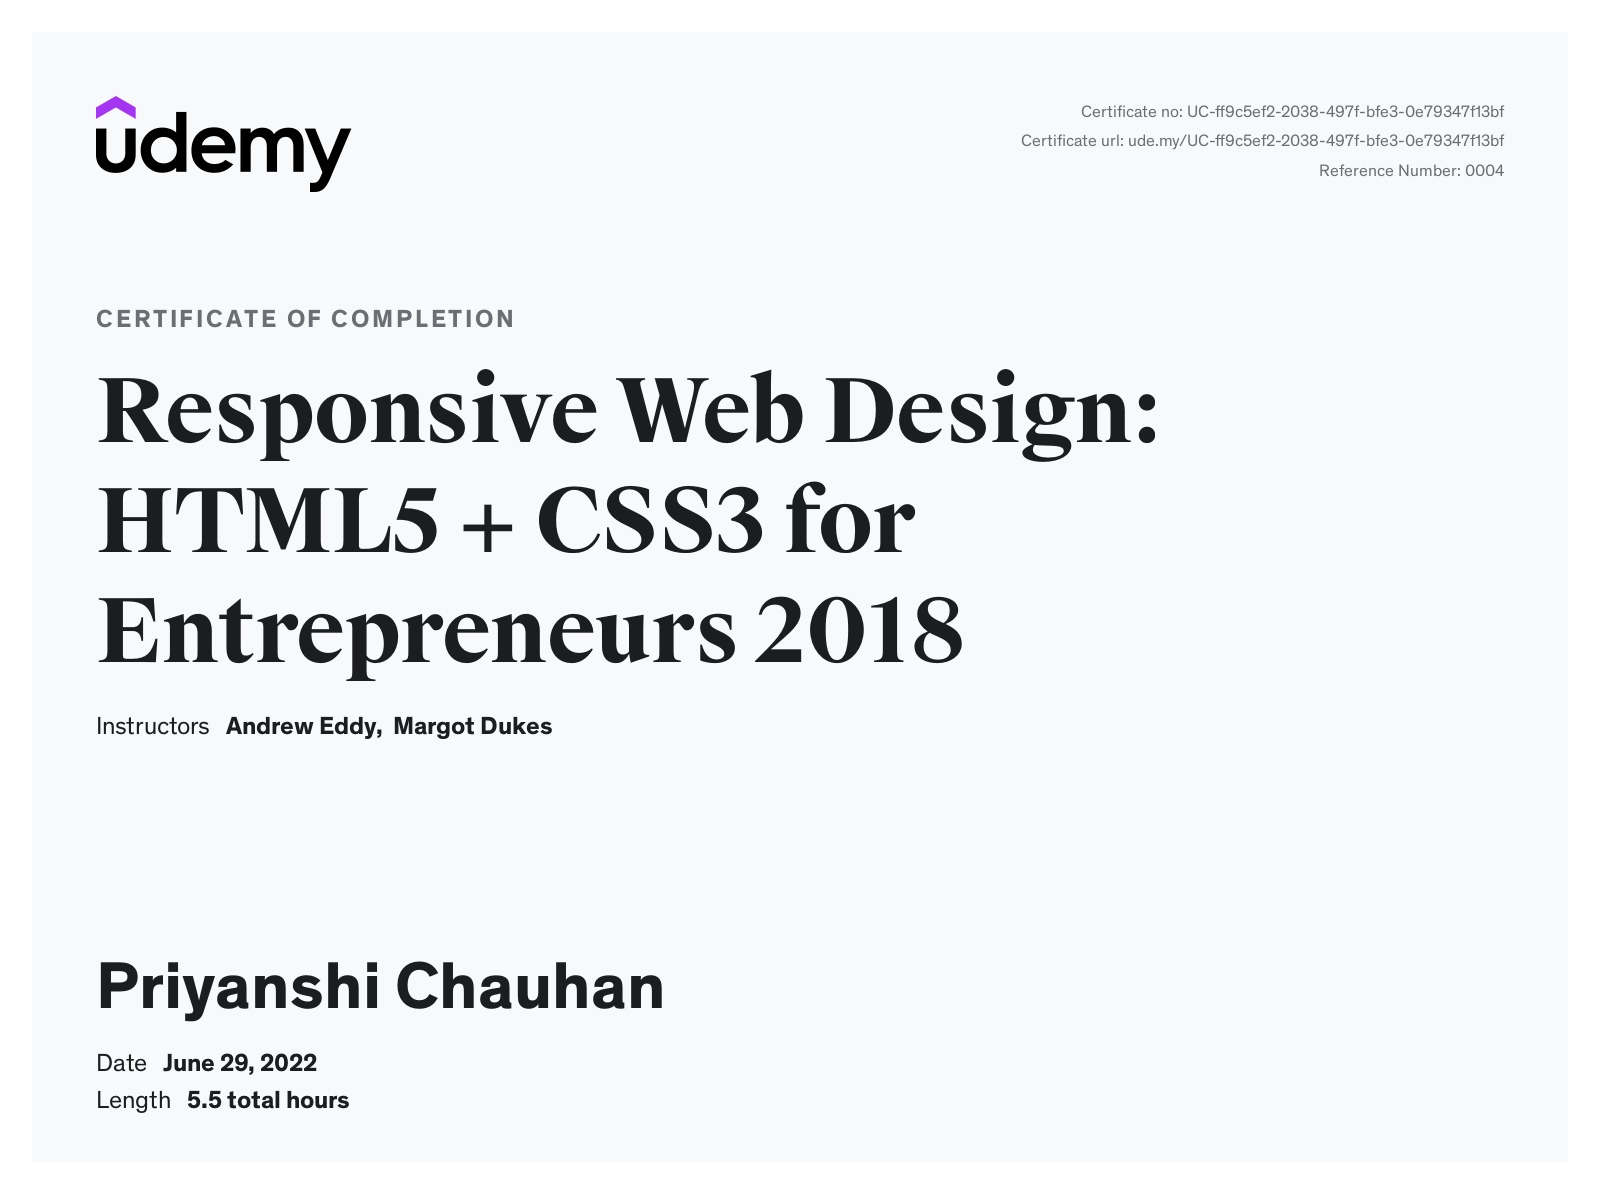 udemy
Certificate no: UC-ff9c5ef2-2038-497f-bfe3-0e79347f13bf
Certificate url: ude.my/UC-ff9c5ef2-2038-497f-bfe3-0e79347f13bf
Reference Number: 0004
CERTIFICATE OF COMPLETION
Responsive Web Design:
HTML5 + CSS3 for
Entrepreneurs 2018
Instructors Andrew Eddy, Margot Dukes
Priyanshi Chauhan
Date June 29, 2022
Length 5.5 total hours